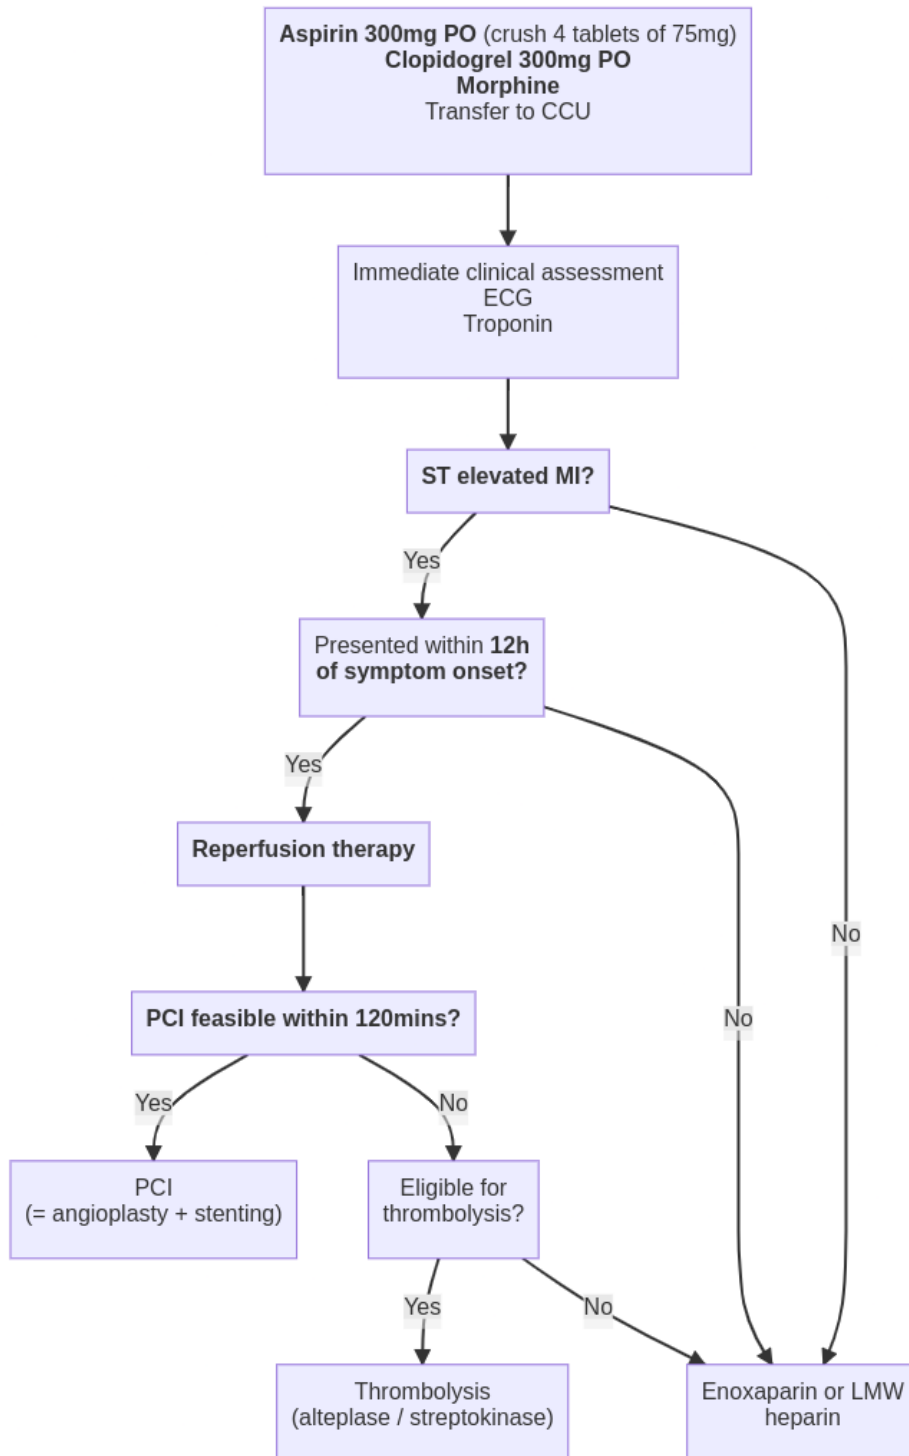 Aspirin 300mg PO (crush 4 tablets of 75mg)
Clopidogrel 300mg PO
Morphine
Transfer to CCU
Immediate clinical assessment
ECG
Troponin
ST elevated MI?
Yes
Presented within 12h
of symptom onset?
Yes
Reperfusion therapy
No
PCI feasible within 120mins?
No
Yes
No
PCI
(= angioplasty + stenting)
Eligible for
thrombolysis?
Yes
No
Thrombolysis
(alteplase / streptokinase)
Enoxaparin or LMW
heparin